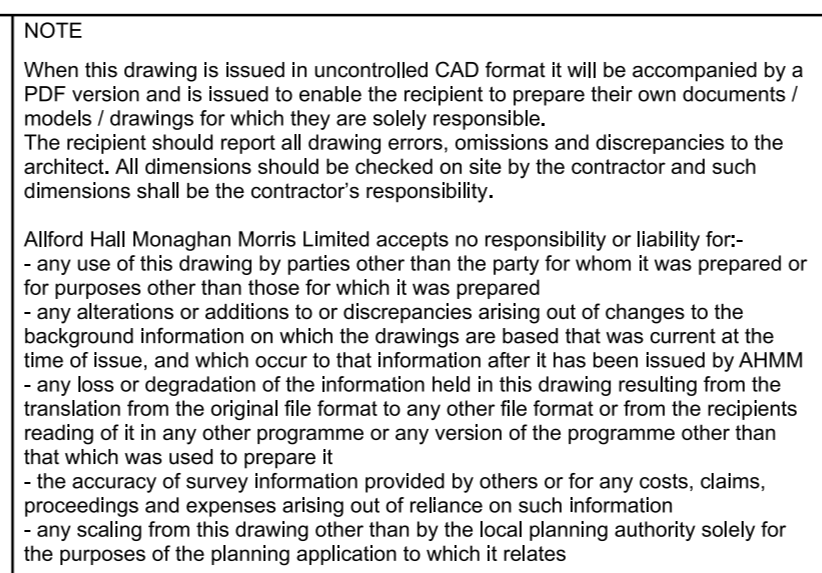 NOTE
When this drawing is issued in uncontrolled CAD format it will be accompanied by a
PDF version and is issued to enable the recipient to prepare their own documents /
models / drawings for which they are solely responsible.
The recipient should report all drawing errors, omissions and discrepancies to the
architect. All dimensions should be checked on site by the contractor and such
dimensions shall be the contractor's responsibility.
Allford Hall Monaghan Morris Limited accepts no responsibility or liability for:-
- any use of this drawing by parties other than the party for whom it was prepared or
for purposes other than those for which it was prepared
- any alterations or additions to or discrepancies arising out of changes to the
background information on which the drawings are based that was current at the
time of issue, and which occur to that information after it has been issued by AHMM
- any loss or degradation of the information held in this drawing resulting from the
translation from the original file format to any other file format or from the recipients
reading of it in any other programme or any version of the programme other than
that which was used to prepare it
- the accuracy of survey information provided by others or for any costs, claims,
proceedings and expenses arising out of reliance on such information
- any scaling from this drawing other than by the local planning authority solely for
the purposes of the planning application to which it relates